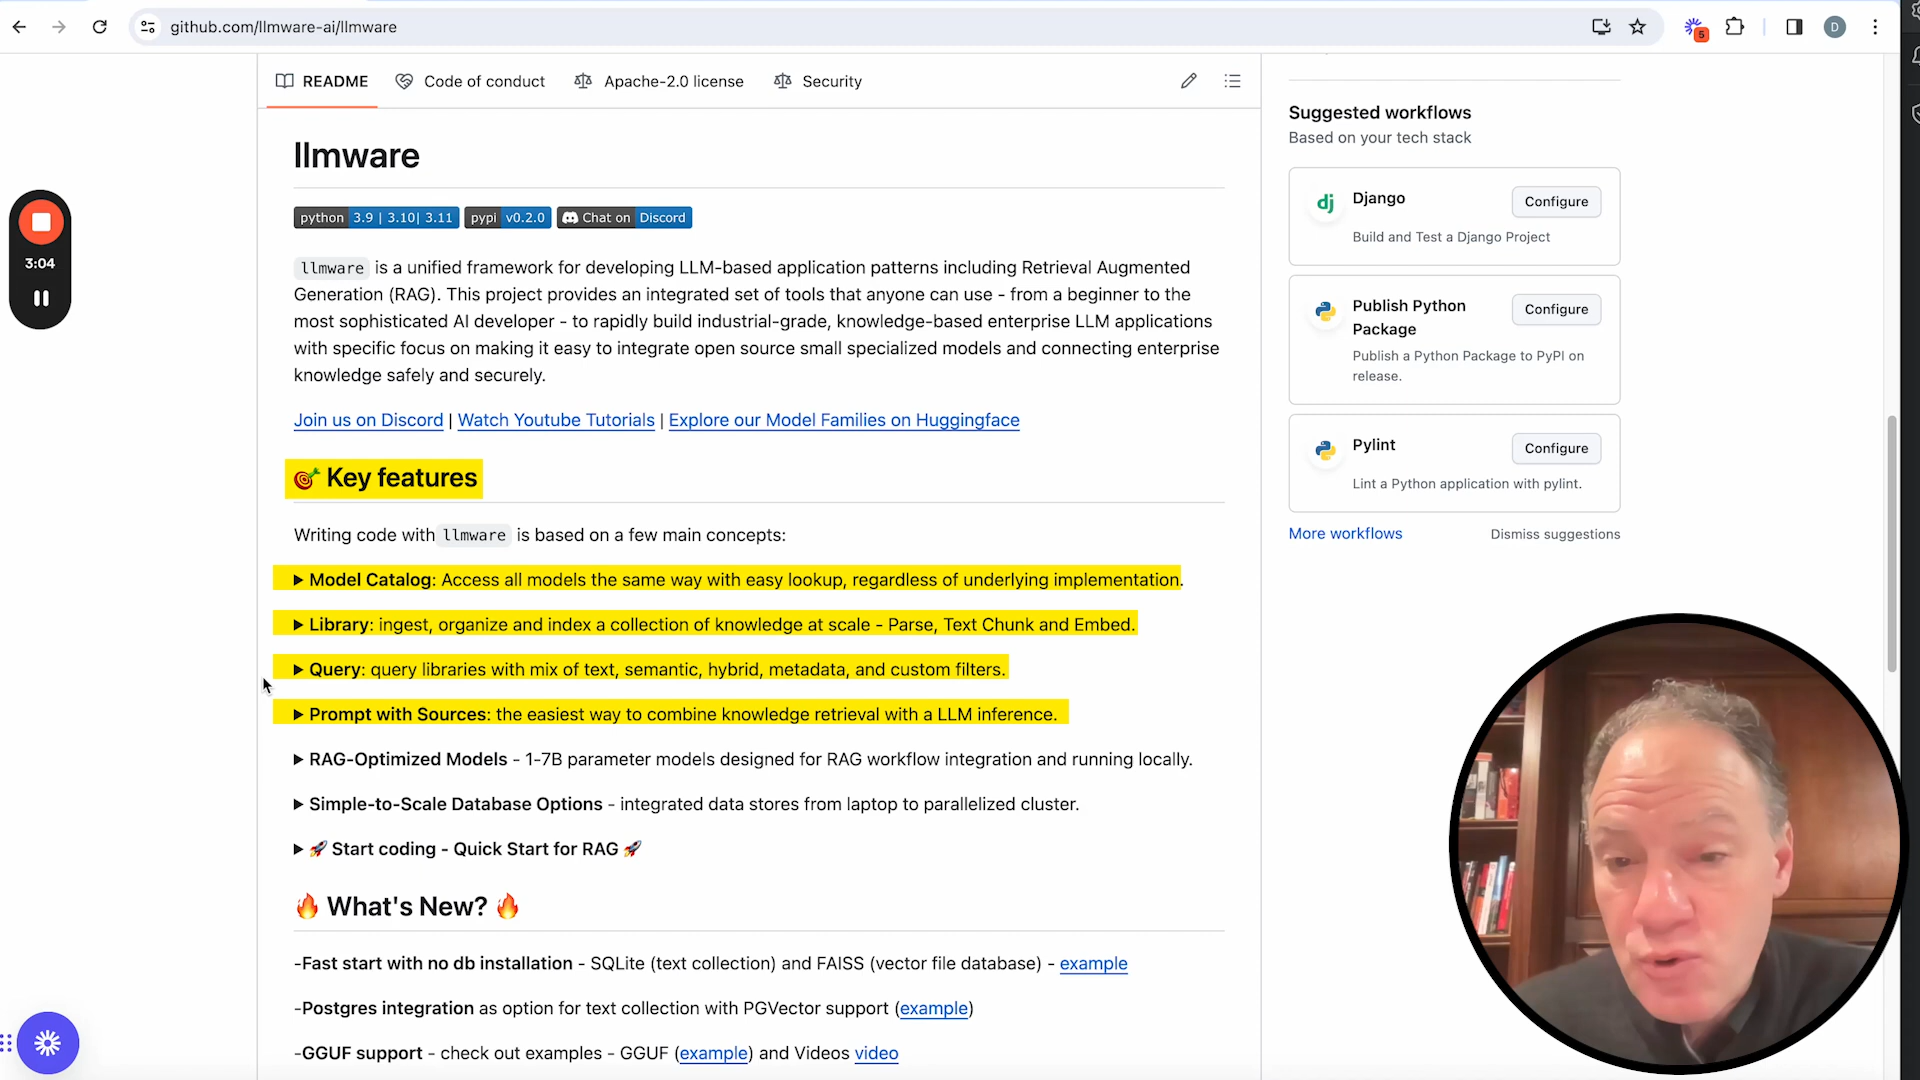 github.com/llmware-ai/llmware
5
D
3:04
README
Code of conduct
Apache-2.0 license
Security
llmware
python 3.9 | 3.10| 3.11
pypi v0.2.0
Chat on Discord
llmware is a unified framework for developing LLM-based application patterns including Retrieval Augmented
Generation (RAG). This project provides an integrated set of tools that anyone can use - from a beginner to the
most sophisticated AI developer - to rapidly build industrial-grade, knowledge-based enterprise LLM applications
with specific focus on making it easy to integrate open source small specialized models and connecting enterprise
knowledge safely and securely.
Join us on Discord | Watch Youtube Tutorials | Explore our Model Families on Huggingface
🎯 Key features
Writing code with llmware is based on a few main concepts:
▶ Model Catalog: Access all models the same way with easy lookup, regardless of underlying implementation.
▶ Library: ingest, organize and index a collection of knowledge at scale - Parse, Text Chunk and Embed.
▶ Query: query libraries with mix of text, semantic, hybrid, metadata, and custom filters.
▶ Prompt with Sources: the easiest way to combine knowledge retrieval with a LLM inference.
▶ RAG-Optimized Models - 1-7B parameter models designed for RAG workflow integration and running locally.
▶ Simple-to-Scale Database Options - integrated data stores from laptop to parallelized cluster.
▶ 🚀 Start coding - Quick Start for RAG 🚀
🔥 What's New? 🔥
-Fast start with no db installation - SQLite (text collection) and FAISS (vector file database) - example
-Postgres integration as option for text collection with PGVector support (example)
-GGUF support - check out examples - GGUF (example) and Videos video
Suggested workflows
Based on your tech stack
dj
Django
Configure
Build and Test a Django Project
Publish Python
Package
Configure
Publish a Python Package to PyPI on
release.
Pylint
Configure
Lint a Python application with pylint.
More workflows
Dismiss suggestions